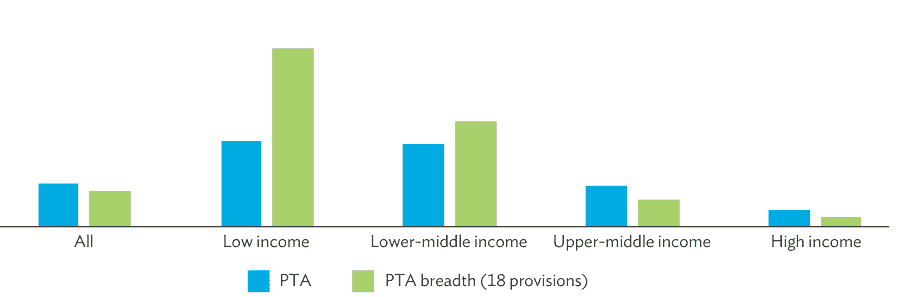 All
Low income
Lower-middle income
Upper-middle income
High income
PTA
PTA breadth (18 provisions)